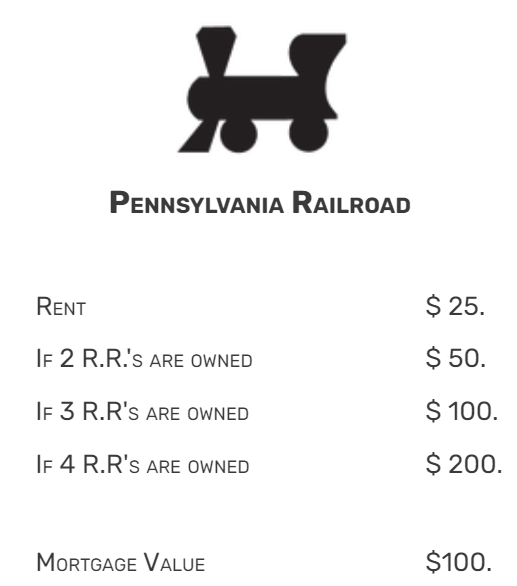 Pennsylvania Railroad
Rent $ 25.
If 2 R.R.'s are owned $ 50.
If 3 R.R's are owned $ 100.
If 4 R.R's are owned $ 200.
Mortgage Value $100.